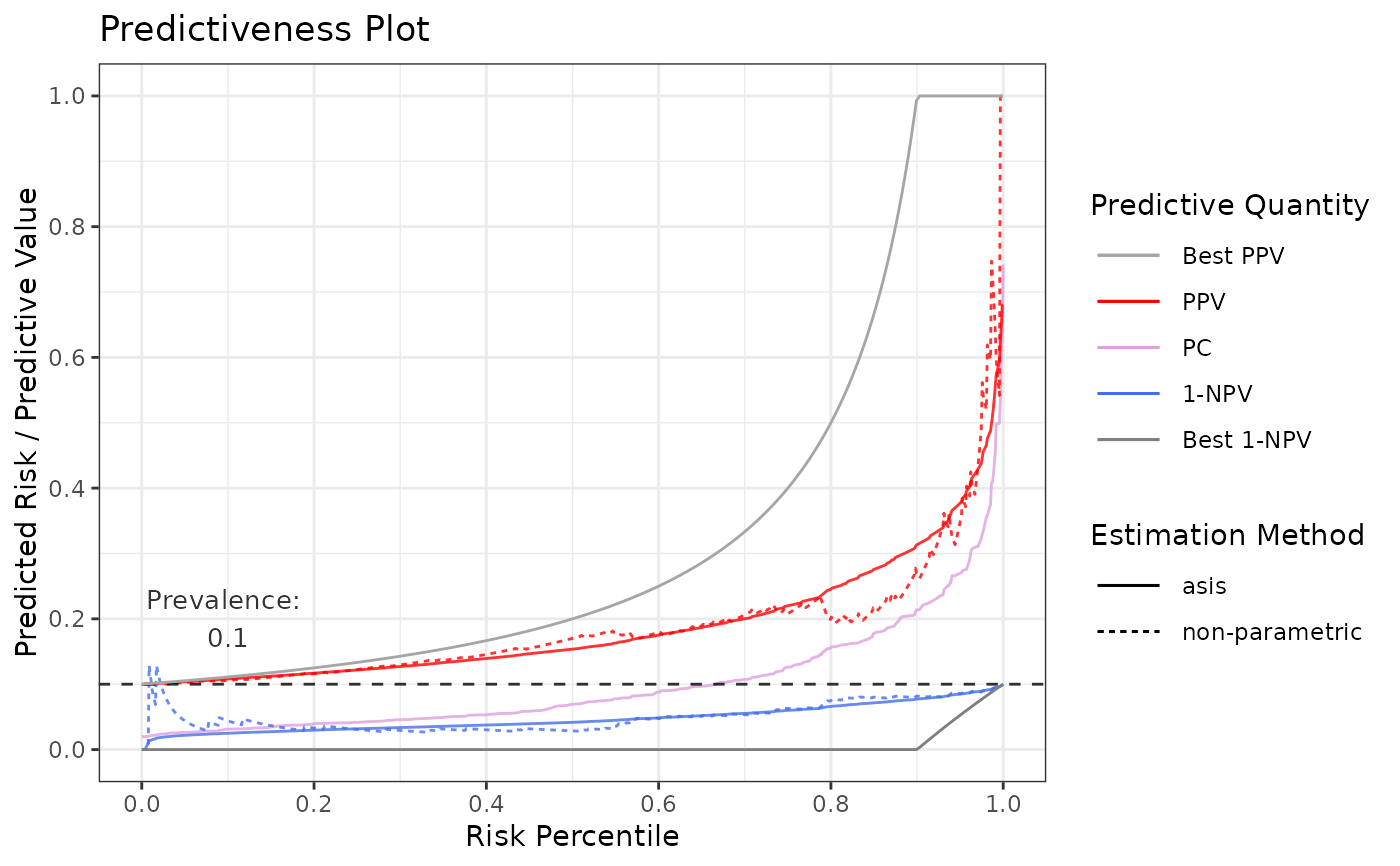 Predictiveness Plot
Predicted Risk / Predictive Value
1.0
0.8
0.6
0.4
0.2
0.0
Prevalence:
0.1
0.0 0.2 0.4 0.6 0.8 1.0
Risk Percentile
Predictive Quantity
Best PPV
PPV
PC
1-NPV
Best 1-NPV
Estimation Method
asis
non-parametric